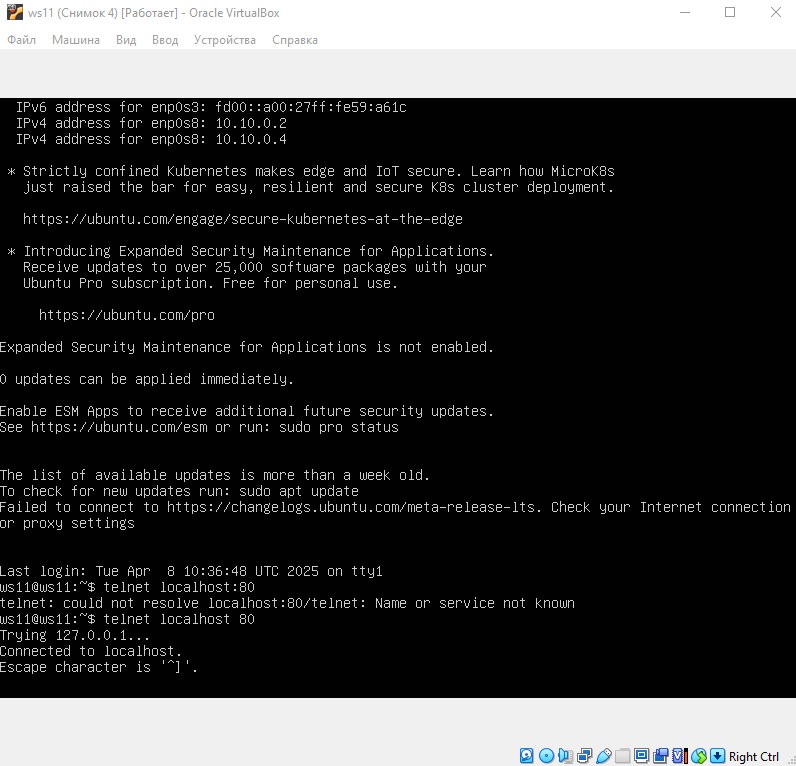 ws11 (Снимок 4) [Работает] - Oracle VirtualBox
Файл Машина Вид Ввод Устройства Справка
IPv6 address for enp0s3: fd00::a00:27ff:fe59:a61c
IPv4 address for enp0s8: 10.10.0.2
IPv4 address for enp0s8: 10.10.0.4
* Strictly confined Kubernetes makes edge and IoT secure. Learn how MicroK8s
just raised the bar for easy, resilient and secure K8s cluster deployment.
https://ubuntu.com/engage/secure-kubernetes-at-the-edge
* Introducing Expanded Security Maintenance for Applications.
Receive updates to over 25,000 software packages with your
Ubuntu Pro subscription. Free for personal use.
https://ubuntu.com/pro
Expanded Security Maintenance for Applications is not enabled.
0 updates can be applied immediately.
Enable ESM Apps to receive additional future security updates.
See https://ubuntu.com/esm or run: sudo pro status
The list of available updates is more than a week old.
To check for new updates run: sudo apt update
Failed to connect to https://changelogs.ubuntu.com/meta-release-lts. Check your Internet connection
or proxy settings
Last login: Tue Apr  8 10:36:48 UTC 2025 on tty1
ws11@ws11:~$ telnet localhost:80
telnet: could not resolve localhost:80/telnet: Name or service not known
ws11@ws11:~$ telnet localhost 80
Trying 127.0.0.1...
Connected to localhost.
Escape character is '^]'.
Right Ctrl